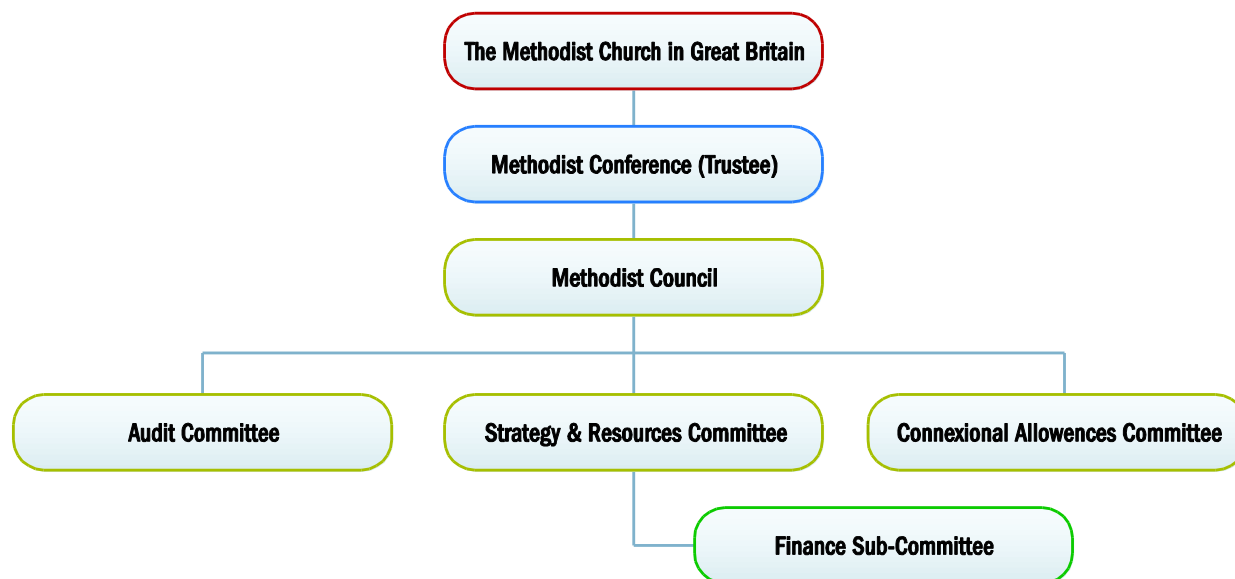 The Methodist Church in Great Britain
Methodist Conference (Trustee)
Methodist Council
Audit Committee
Strategy & Resources Committee
Connexional Allowences Committee
Finance Sub-Committee